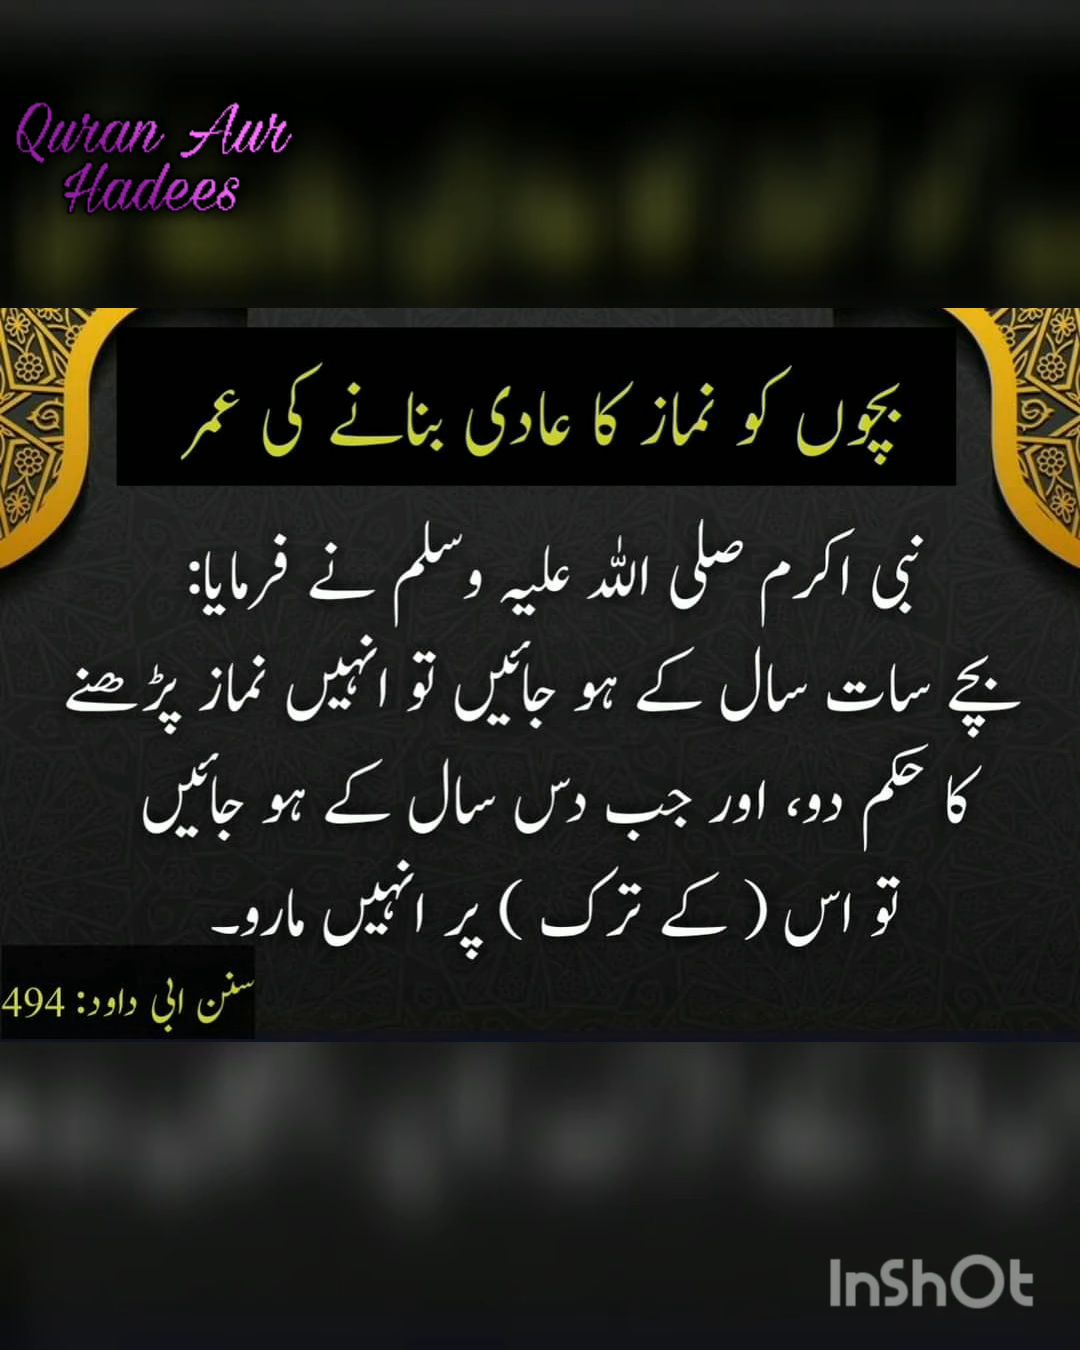 Quran Aur
Hadees
بچوں کو نماز کا عادی بنانے کی عمر
نبی اکرم صلی اللہ علیہ وسلم نے فرمایا:
بچے سات سال کے ہو جائیں تو انہیں نماز پڑھنے
کا حکم دو، اور جب دس سال کے ہو جائیں
تو اس (کے ترک) پر انہیں مارو۔
سنن ابی داود: 494
InShOt